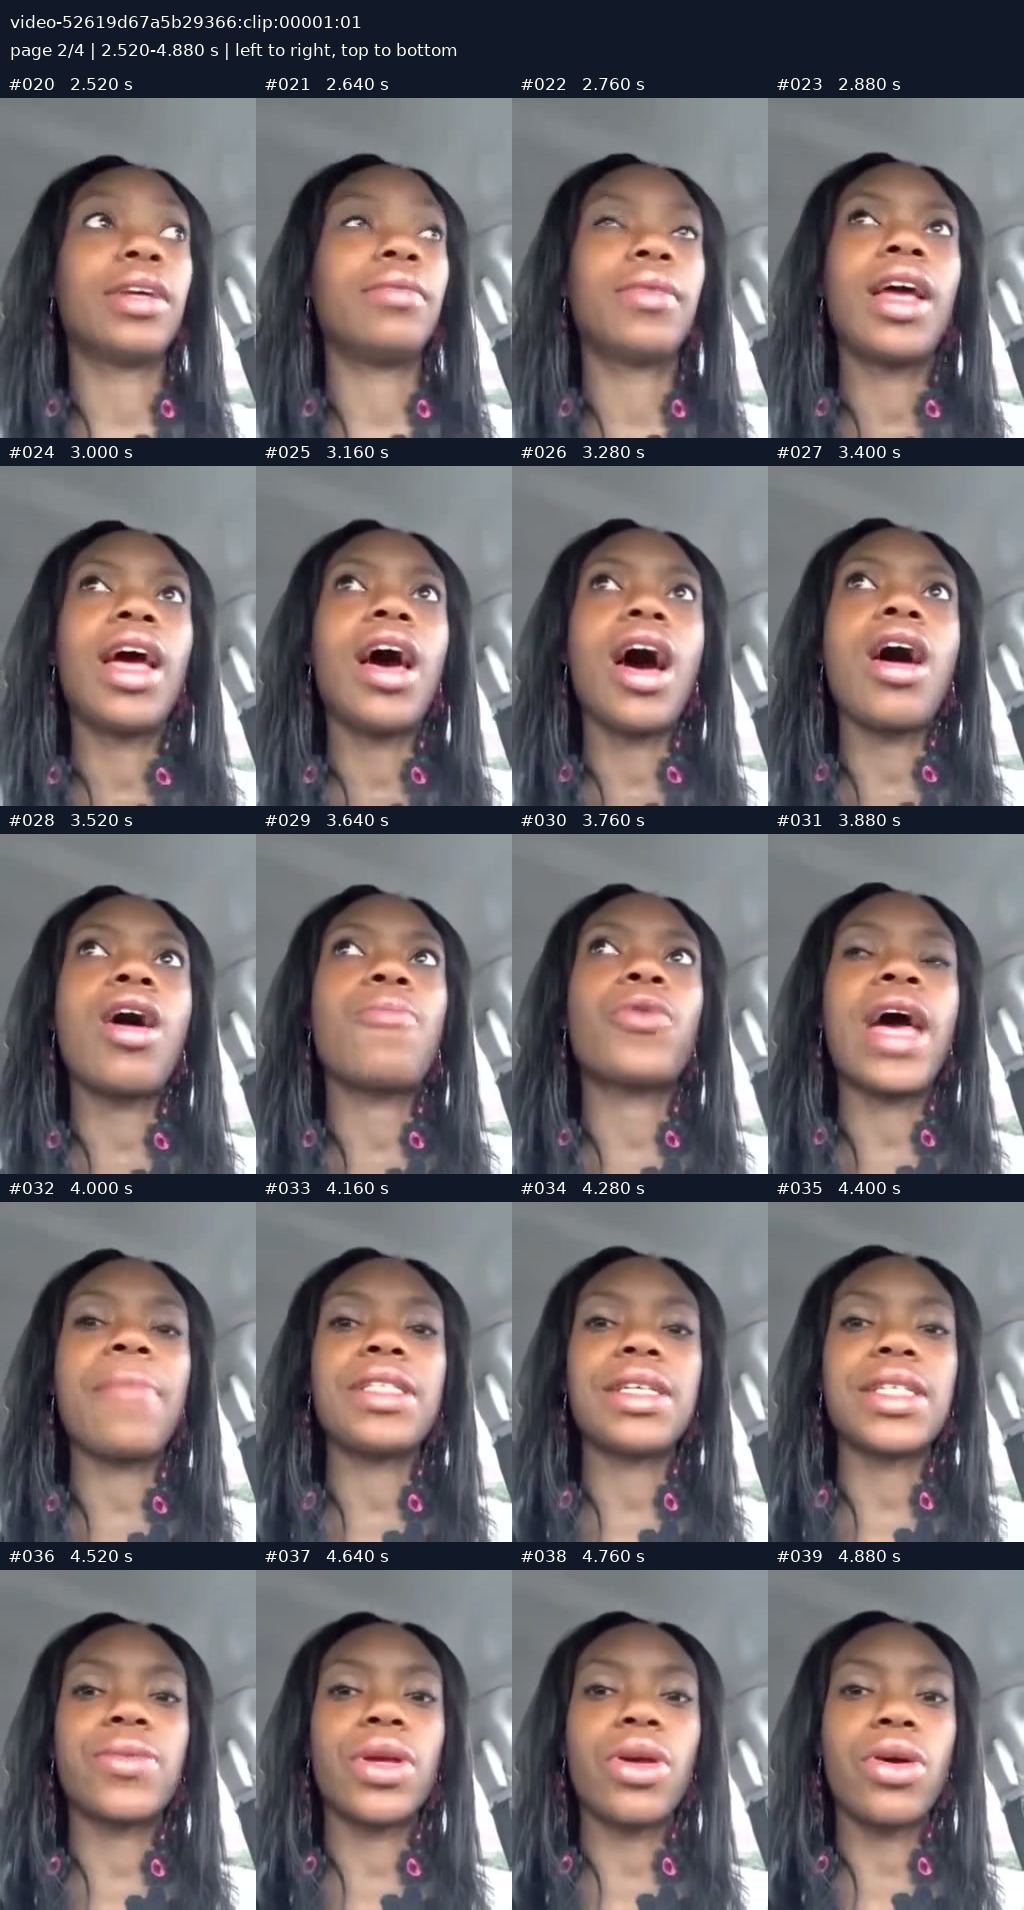 video-52619d67a5b29366:clip:00001:01
page 2/4 | 2.520-4.880 s | left to right, top to bottom
#020 2.520 s #021 2.640 s #022 2.760 s #023 2.880 s
#024 3.000 s #025 3.160 s #026 3.280 s #027 3.400 s
#028 3.520 s #029 3.640 s #030 3.760 s #031 3.880 s
#032 4.000 s #033 4.160 s #034 4.280 s #035 4.400 s
#036 4.520 s #037 4.640 s #038 4.760 s #039 4.880 s